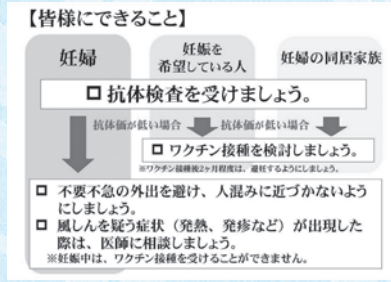 【皆様にできること】
妊婦
妊娠を
希望している人
妊婦の同居家族
□ 抗体検査を受けましょう。
抗体価が低い場合
抗体価が低い場合
□ ワクチン接種を検討しましょう。
※ワクチン接種後2ヶ月程度は、避妊するようにしましょう。
□ 不要不急の外出を避け、人混みに近づかないよう
にしましょう。
□ 風しんを疑う症状（発熱、発疹など）が出現した
際は、医師に相談しましょう。
※妊娠中は、ワクチン接種を受けることができません。